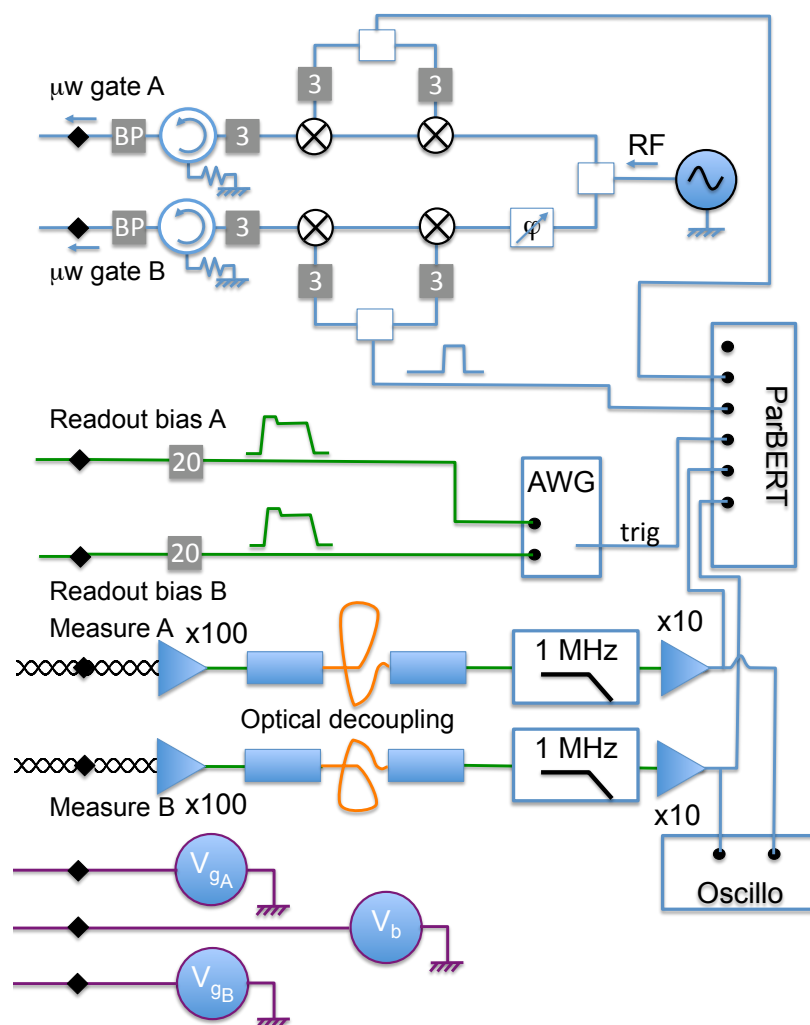 3
3
μw gate A
BP
3
RF
BP
3
φ
μw gate B
3
3
ParBERT
Readout bias A
20
AWG
trig
20
Readout bias B
Measure A
x100
1 MHz
x10
Optical decoupling
1 MHz
Measure B
x100
x10
VgA
Oscillo
Vb
VgB